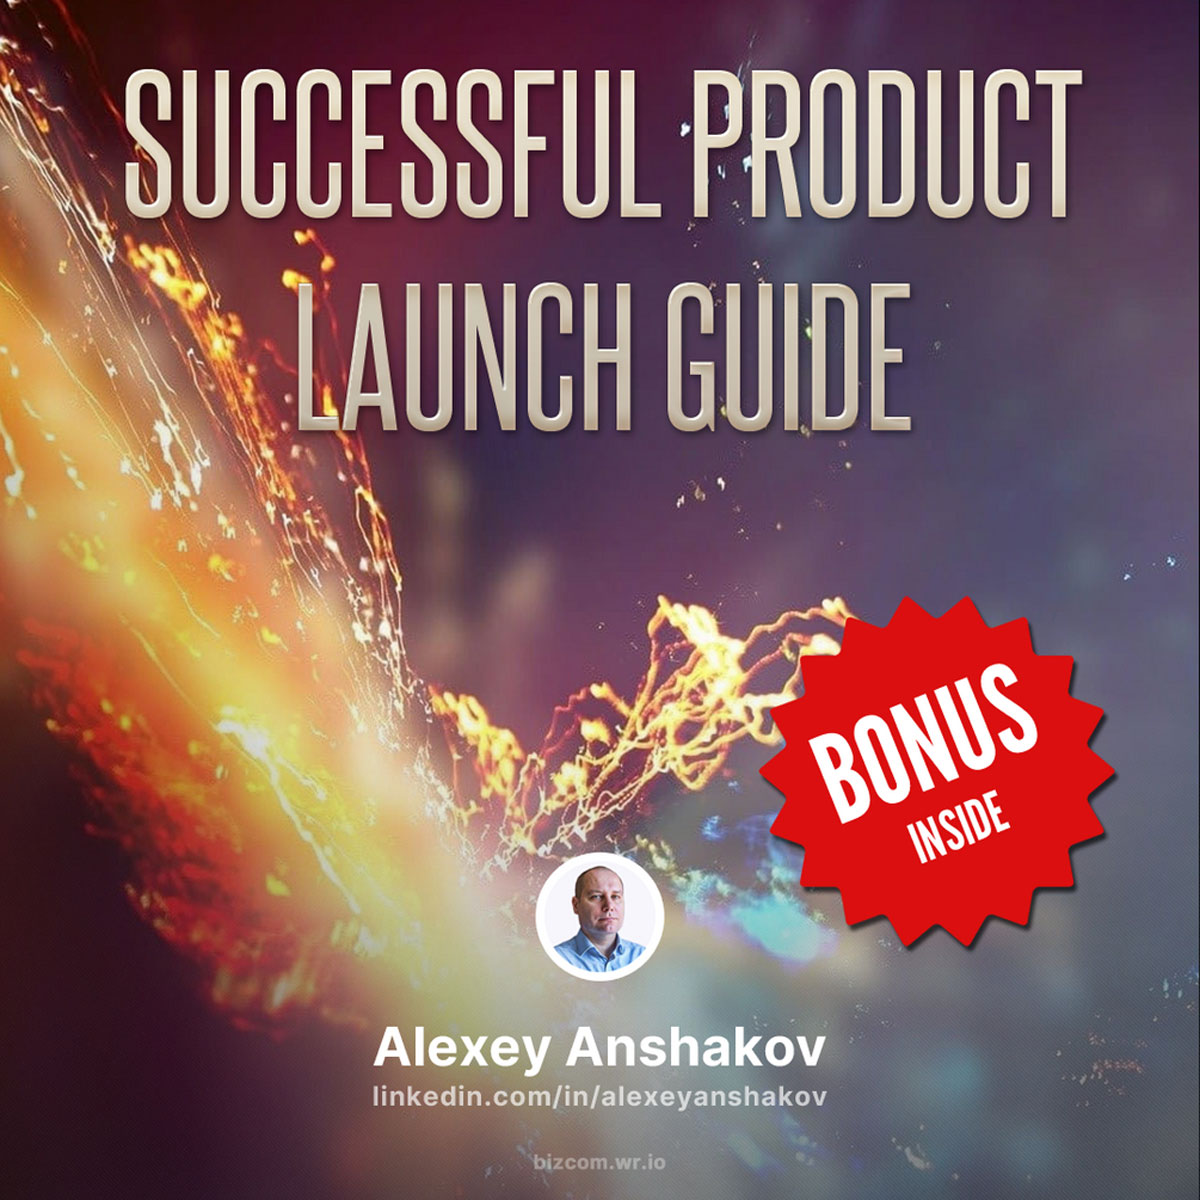 SUCCESSFUL PRODUCT
LAUNCH GUIDE
BONUS
INSIDE
Alexey Anshakov
linkedin.com/in/alexeyanshakov
bizcom.wr.io